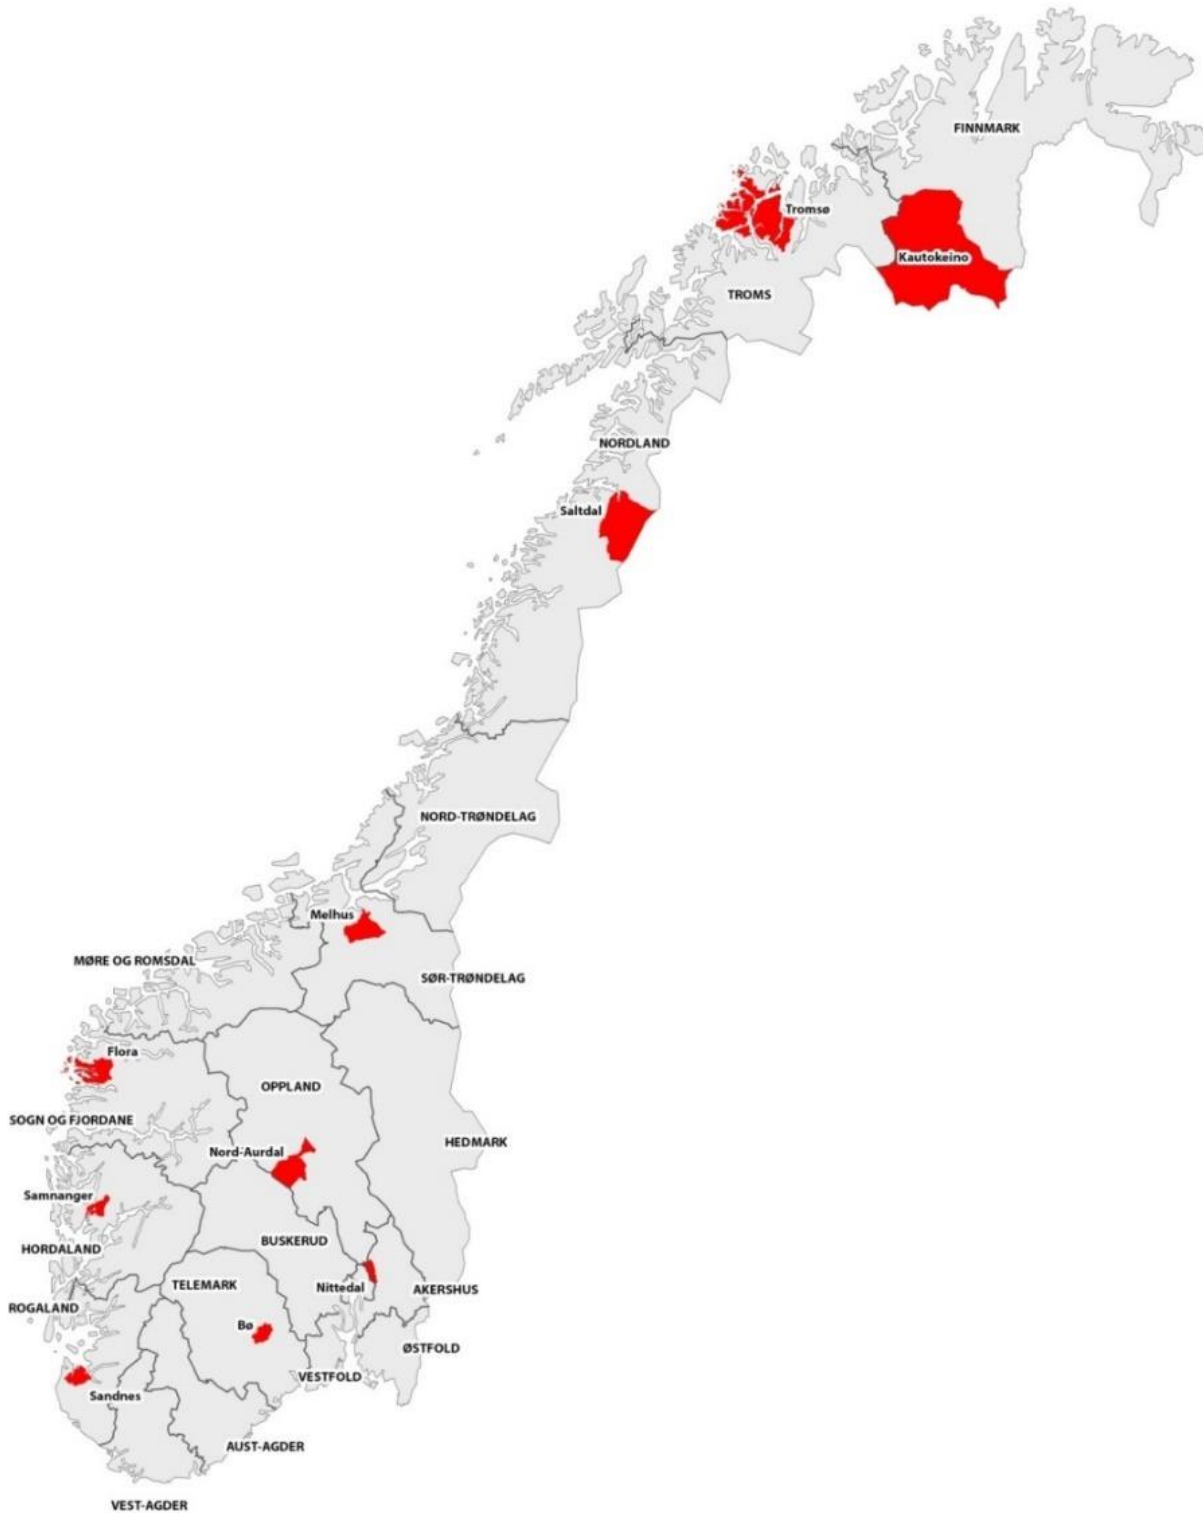 FINNMARK
Tromsø
Kautokeino
TROMS
NORDLAND
Saltdal
NORD-TRØNDELAG
Melhus
MØRE OG ROMSDAL
SØR-TRØNDELAG
Flora
OPPLAND
SOGN OG FJORDANE
HEDMARK
Nord-Aurdal
Samnanger
BUSKERUD
HORDALAND
TELEMARK
Nittedal
AKERSHUS
ROGALAND
Bø
ØSTFOLD
VESTFOLD
Sandnes
AUST-AGDER
VEST-AGDER